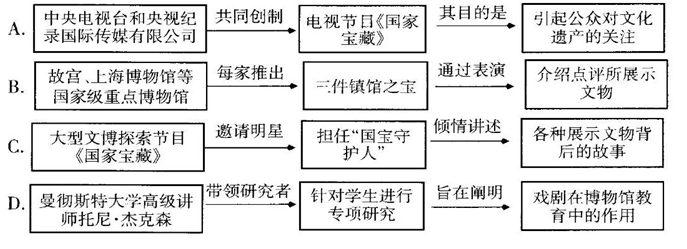 A. 中央电视台和央视纪录国际传媒有限公司 共同创制 电视节目《国家宝藏》 其目的是 引起公众对文化遗产的关注
B. 故宫、上海博物馆等国家级重点博物馆 每家推出 三件镇馆之宝 通过表演 介绍点评所展示文物
C. 大型文博探索节目《国家宝藏》 邀请明星 担任“国宝守护人” 倾情讲述 各种展示文物背后的故事
D. 曼彻斯特大学高级讲师托尼·杰克森 带领研究者 针对学生进行专项研究 旨在阐明 戏剧在博物馆教育中的作用